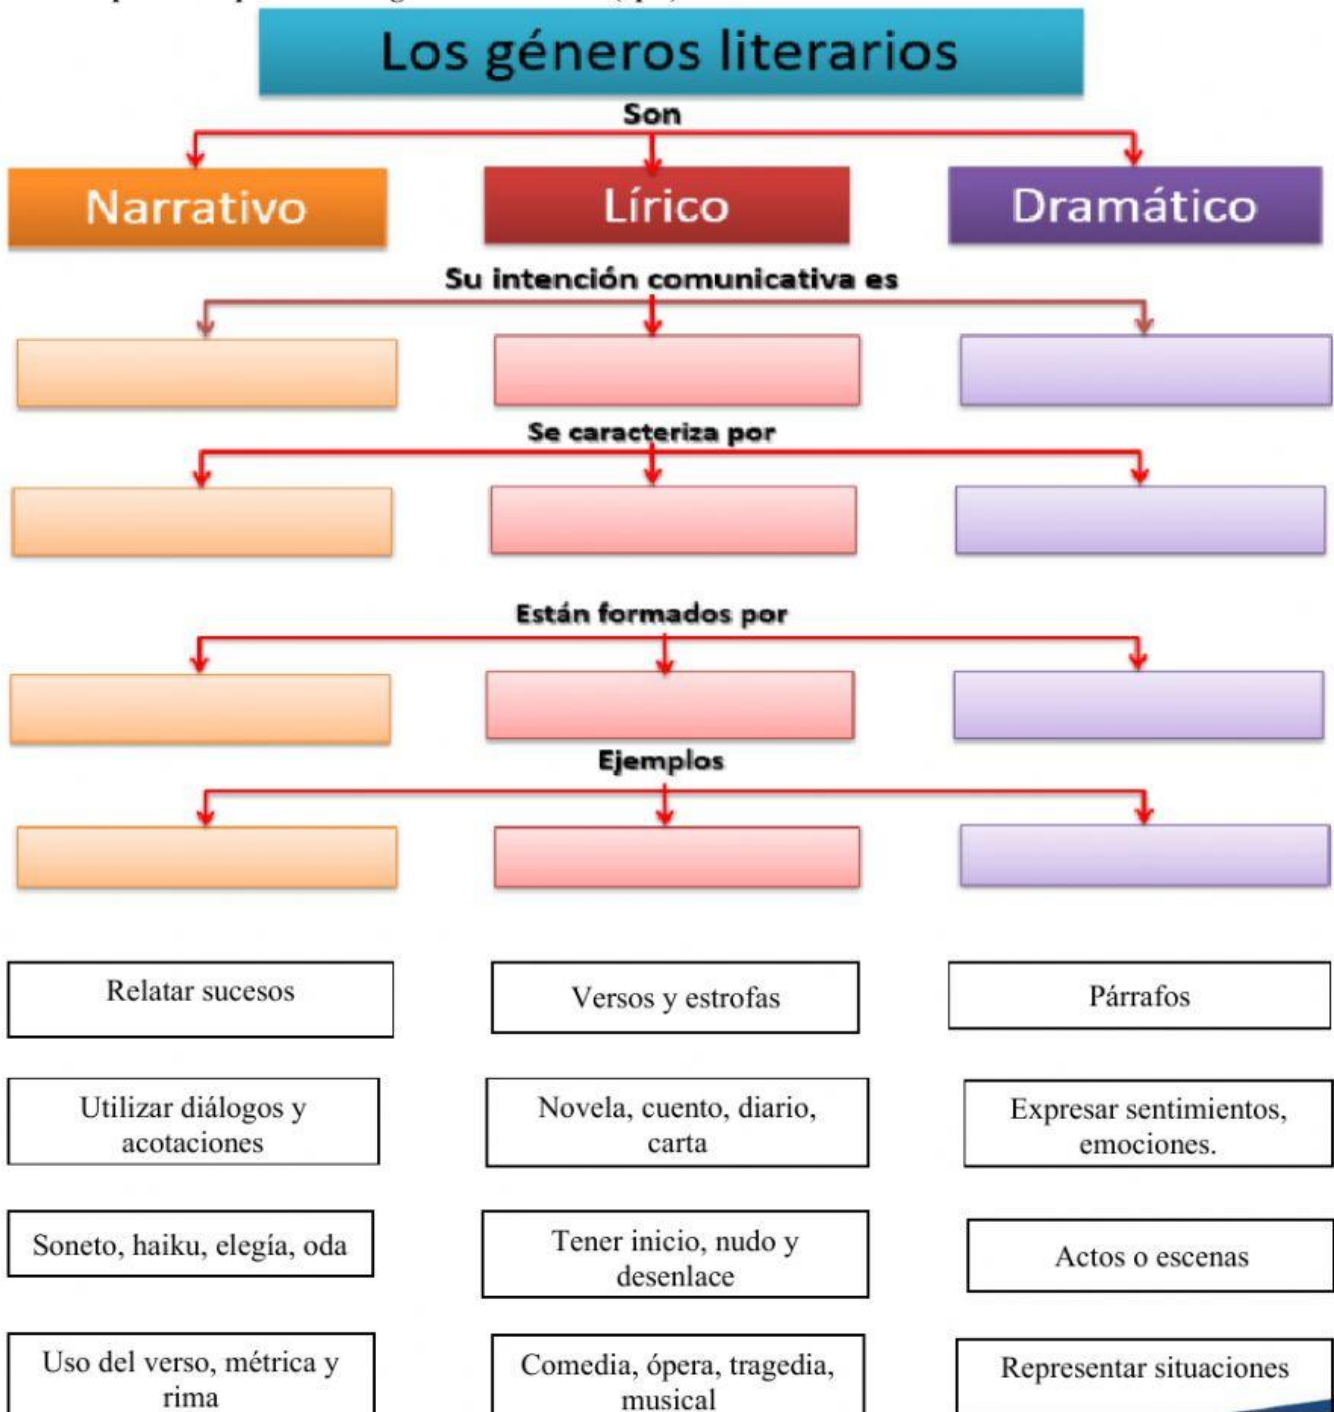 Los géneros literarios
Son
Narrativo
Lírico
Dramático
Su intención comunicativa es
Se caracteriza por
Están formados por
Ejemplos
Relatar sucesos
Versos y estrofas
Párrafos
Utilizar diálogos y
acotaciones
Novela, cuento, diario,
carta
Expresar sentimientos,
emociones.
Soneto, haiku, elegía, oda
Tener inicio, nudo y
desenlace
Actos o escenas
Uso del verso, métrica y
rima
Comedia, ópera, tragedia,
musical
Representar situaciones